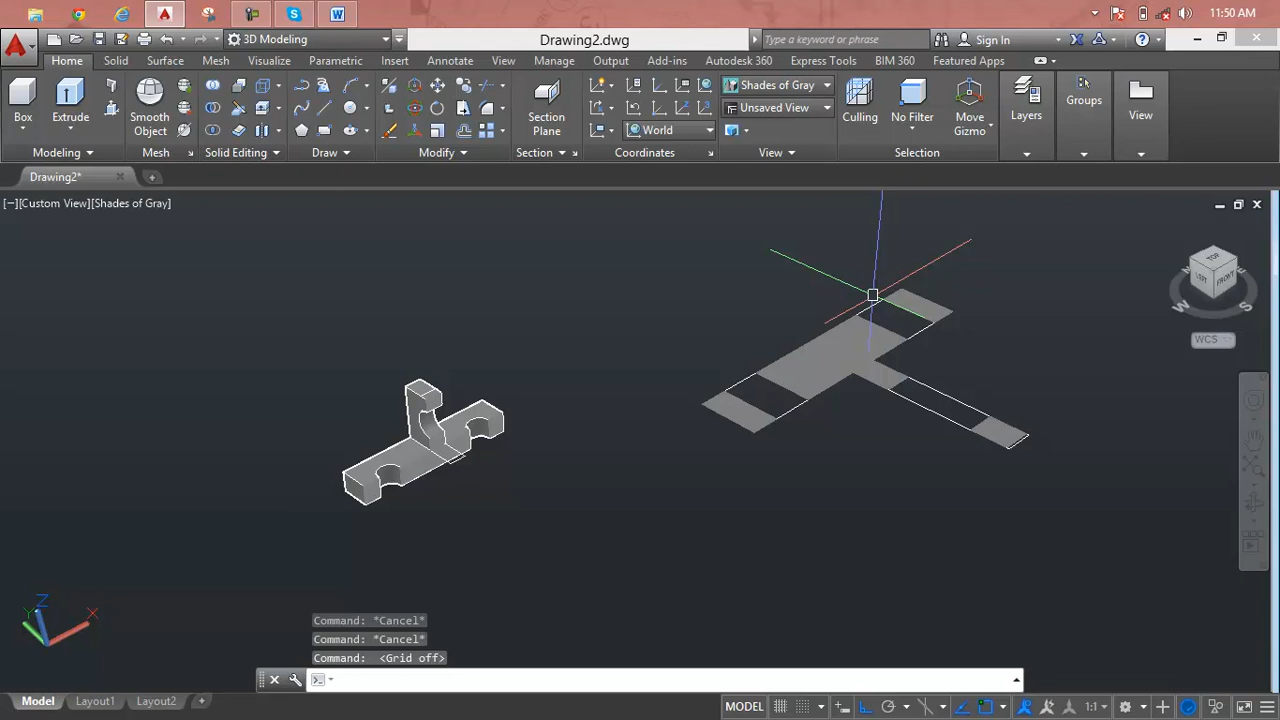 11:50 AM
3D Modeling
Drawing2.dwg
Type a keyword or phrase
Sign In
Home Solid Surface Mesh Visualize Parametric Insert Annotate View Manage Output Add-ins Autodesk 360 Express Tools BIM 360 Featured Apps
Box
Extrude
Smooth
Object
Section
Plane
World
Shades of Gray
Unsaved View
Culling
No Filter
Move
Gizmo
Layers
Groups
View
Modeling Mesh Solid Editing Draw Modify Section Coordinates View Selection
Drawing2*
[−][Custom View][Shades of Gray]
TOP
LEFT
FRONT
N
E
W
S
WCS
Z
Y
X
Command: *Cancel*
Command: *Cancel*
Command: <Grid off>
Model Layout1 Layout2 +
MODEL
1:1